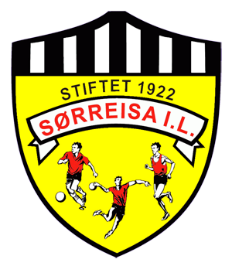 STIFTET 1922
SØRREISA I.L.